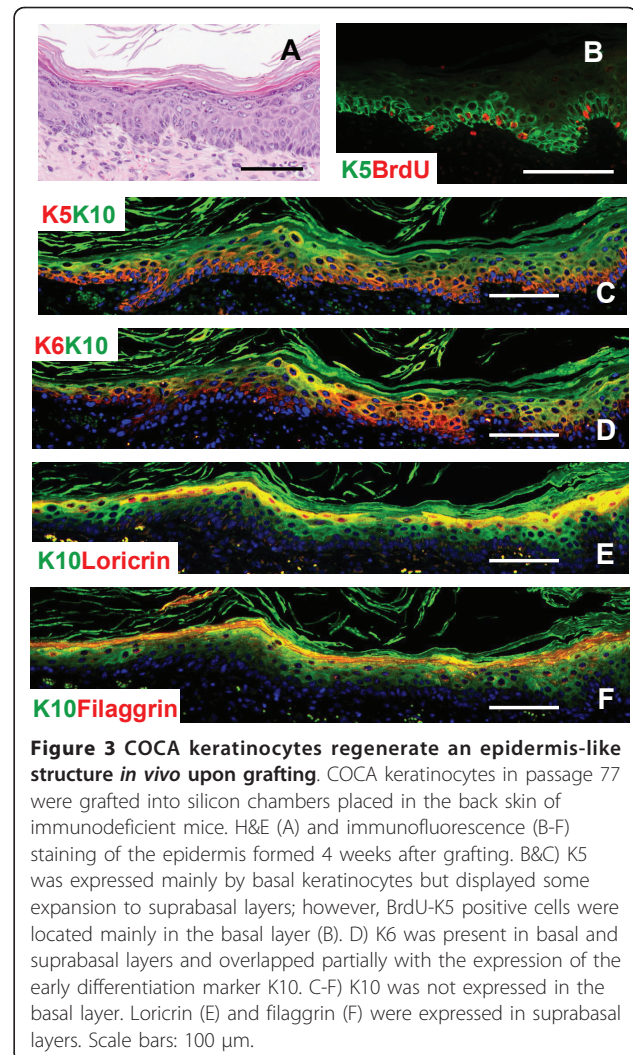 A
B
K5BrdU
K5K10
C
K6K10
D
K10Loricrin
E
K10Filaggrin
F
Figure 3 COCA keratinocytes regenerate an epidermis-like
structure in vivo upon grafting. COCA keratinocytes in passage 77
were grafted into silicon chambers placed in the back skin of
immunodeficient mice. H&E (A) and immunofluorescence (B-F)
staining of the epidermis formed 4 weeks after grafting. B&C) K5
was expressed mainly by basal keratinocytes but displayed some
expansion to suprabasal layers; however, BrdU-K5 positive cells were
located mainly in the basal layer (B). D) K6 was present in basal and
suprabasal layers and overlapped partially with the expression of the
early differentiation marker K10. C-F) K10 was not expressed in the
basal layer. Loricrin (E) and filaggrin (F) were expressed in suprabasal
layers. Scale bars: 100 μm.